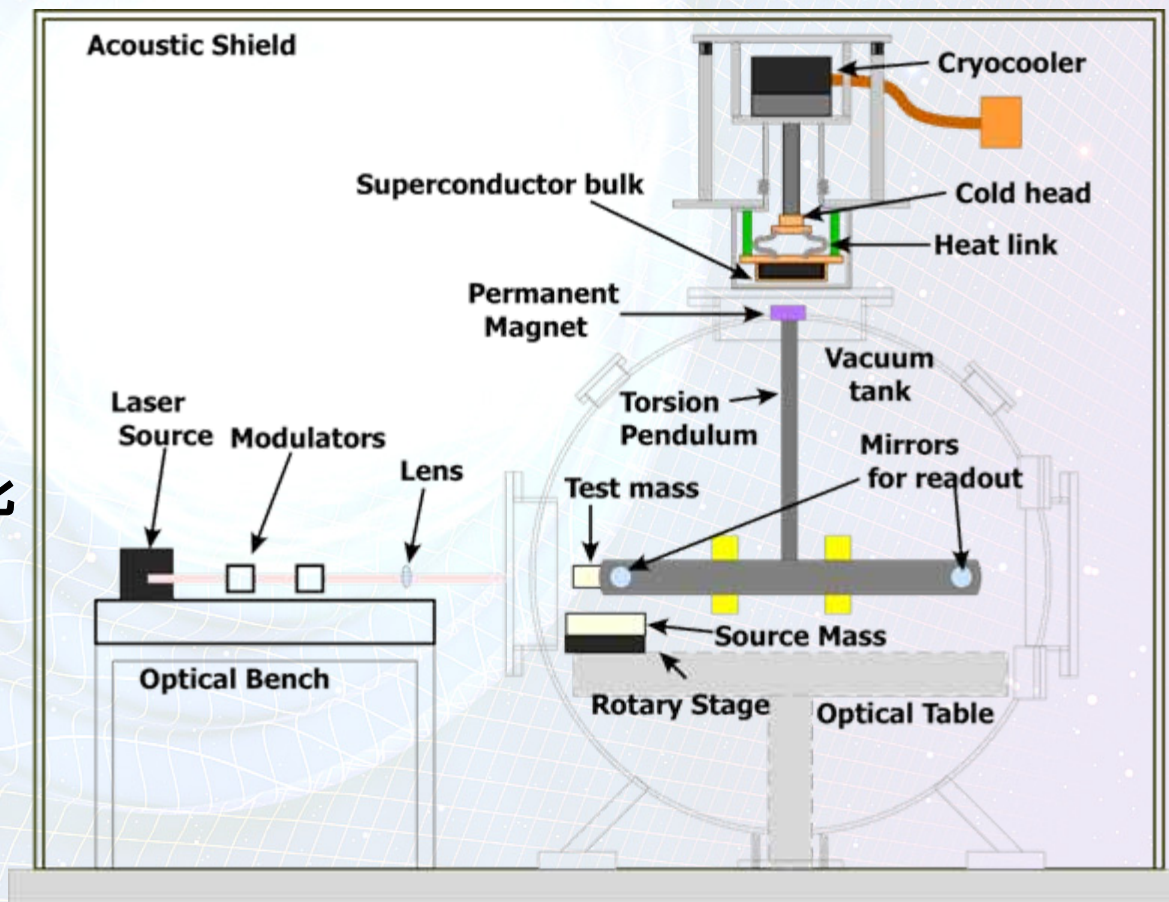 Acoustic Shield
Cryocooler
Superconductor bulk
Cold head
Heat link
Permanent
Magnet
Vacuum
tank
Laser
Source
Modulators
Torsion
Pendulum
Mirrors
for readout
Lens
Test mass
Source Mass
Optical Bench
Rotary Stage
Optical Table